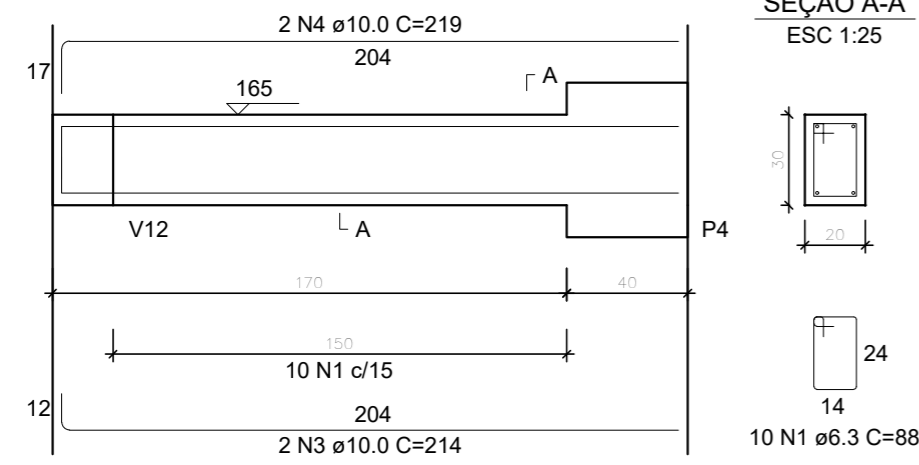 2 N4 ø10.0 C=219
204
17
165
A
V12
A
P4
170
40
150
10 N1 c/15
12
204
2 N3 ø10.0 C=214
SEÇÃO A-A
ESC 1:25
30
20
24
14
10 N1 ø6.3 C=88